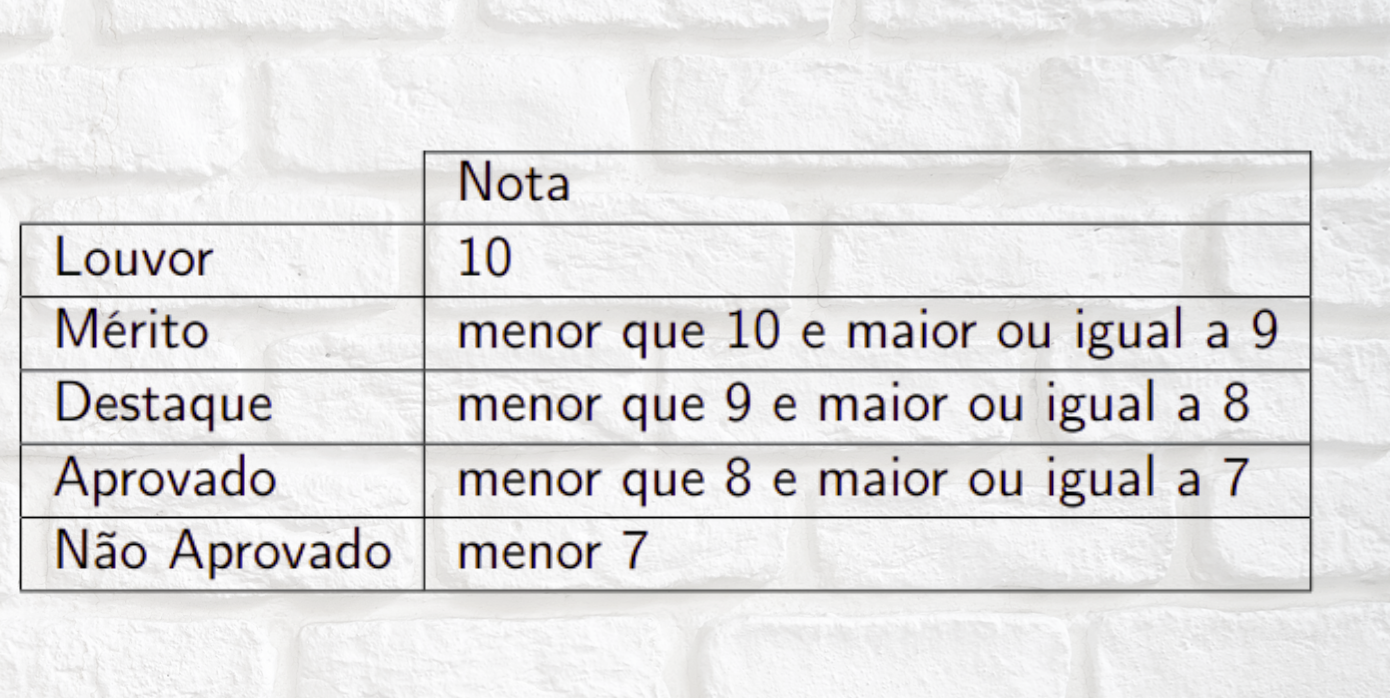 Nota
Louvor 10
Mérito menor que 10 e maior ou igual a 9
Destaque menor que 9 e maior ou igual a 8
Aprovado menor que 8 e maior ou igual a 7
Não Aprovado menor 7